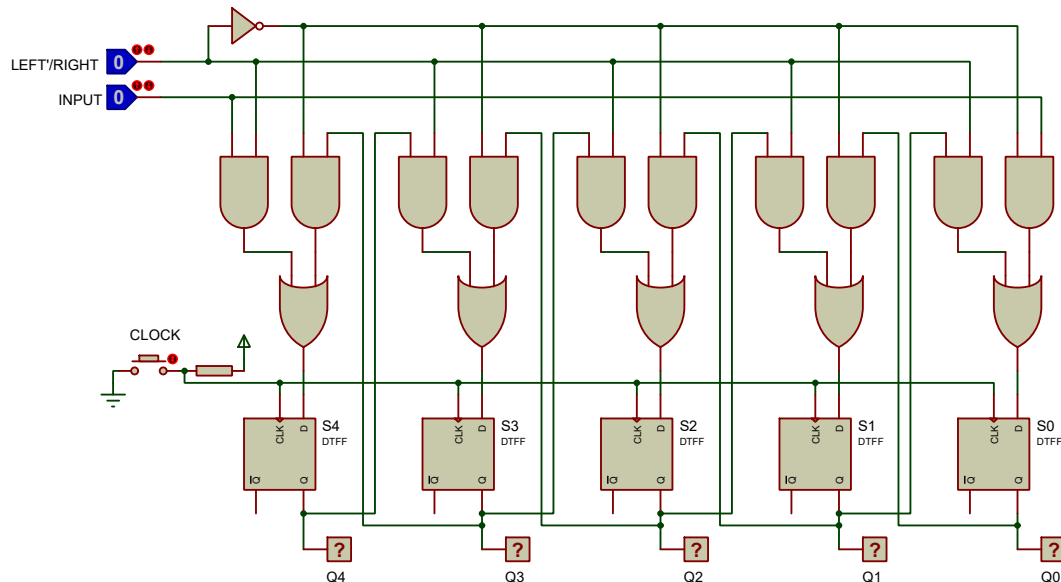 LEFT'/RIGHT
0
INPUT
0
CLOCK
S4
DTFF
CLK
D
Q
Q
S3
DTFF
CLK
D
Q
Q
S2
DTFF
CLK
D
Q
Q
S1
DTFF
CLK
D
Q
Q
S0
DTFF
CLK
D
Q
Q
?
?
?
?
?
Q4
Q3
Q2
Q1
Q0